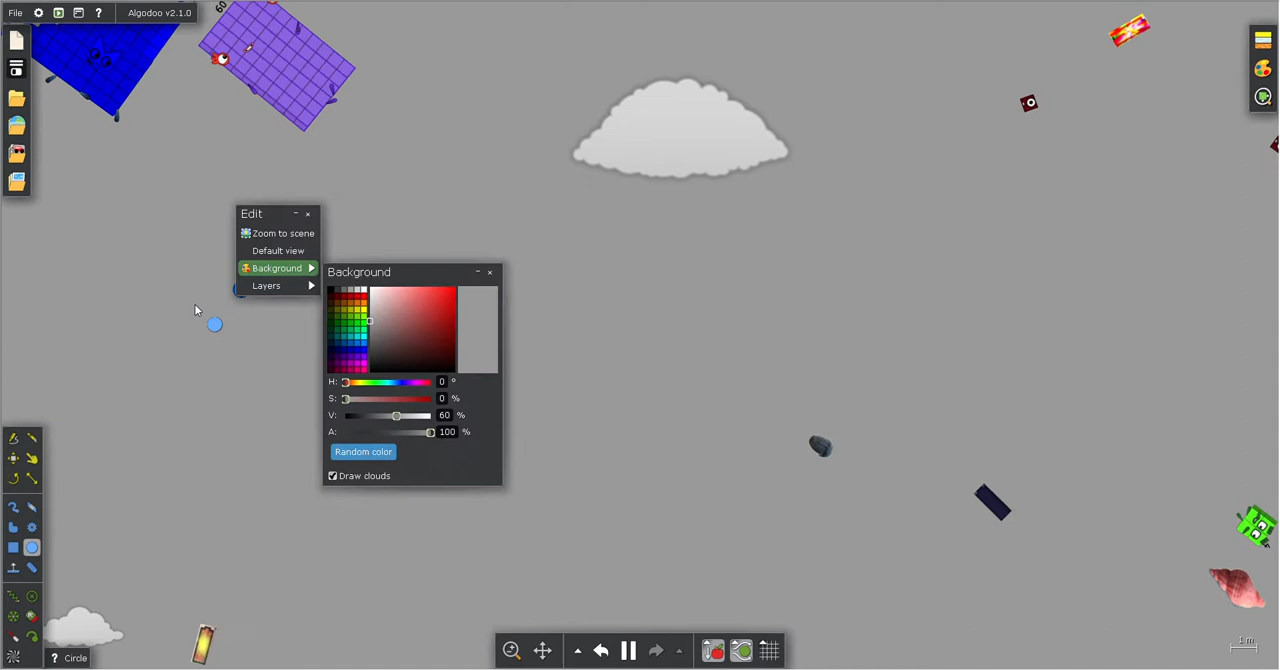 File
?
Algodoo v2.1.0
60
Edit
Zoom to scene
Default view
Background
Layers
Background
H: 0 °
S: 0 %
V: 60 %
A: 100 %
Random color
Draw clouds
? Circle
1 m